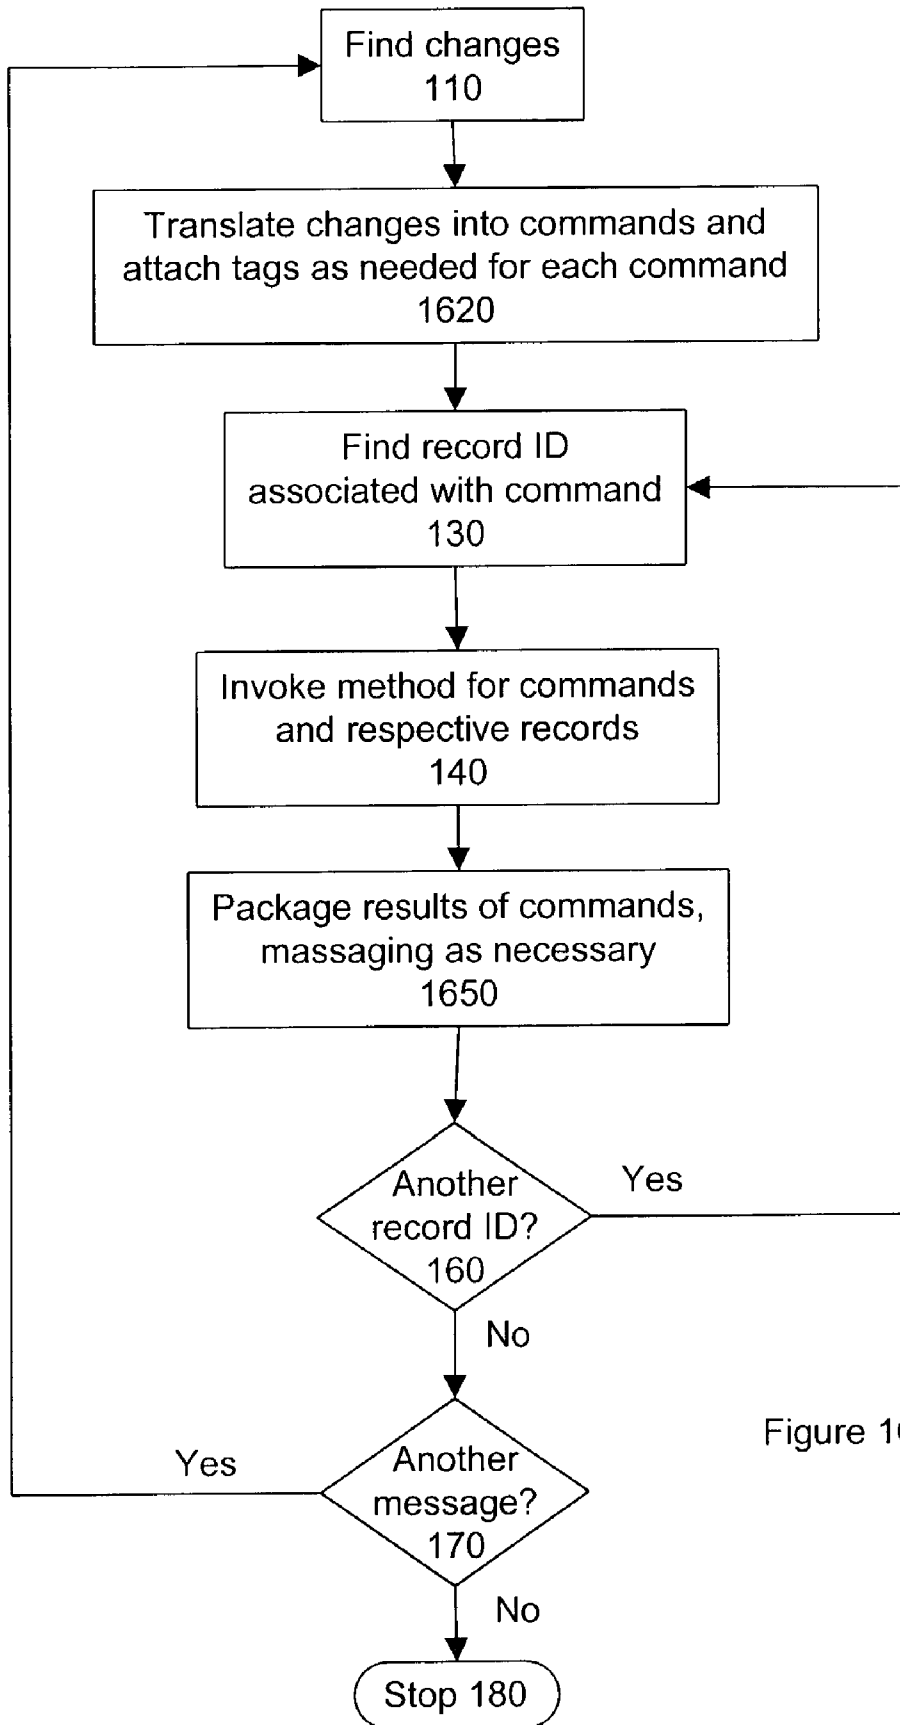 Find changes
110
Translate changes into commands and
attach tags as needed for each command
1620
Find record ID
associated with command
130
Invoke method for commands
and respective records
140
Package results of commands,
massaging as necessary
1650
Another
record ID?
160
Yes
No
Another
message?
170
Yes
No
Figure 1
Stop 180